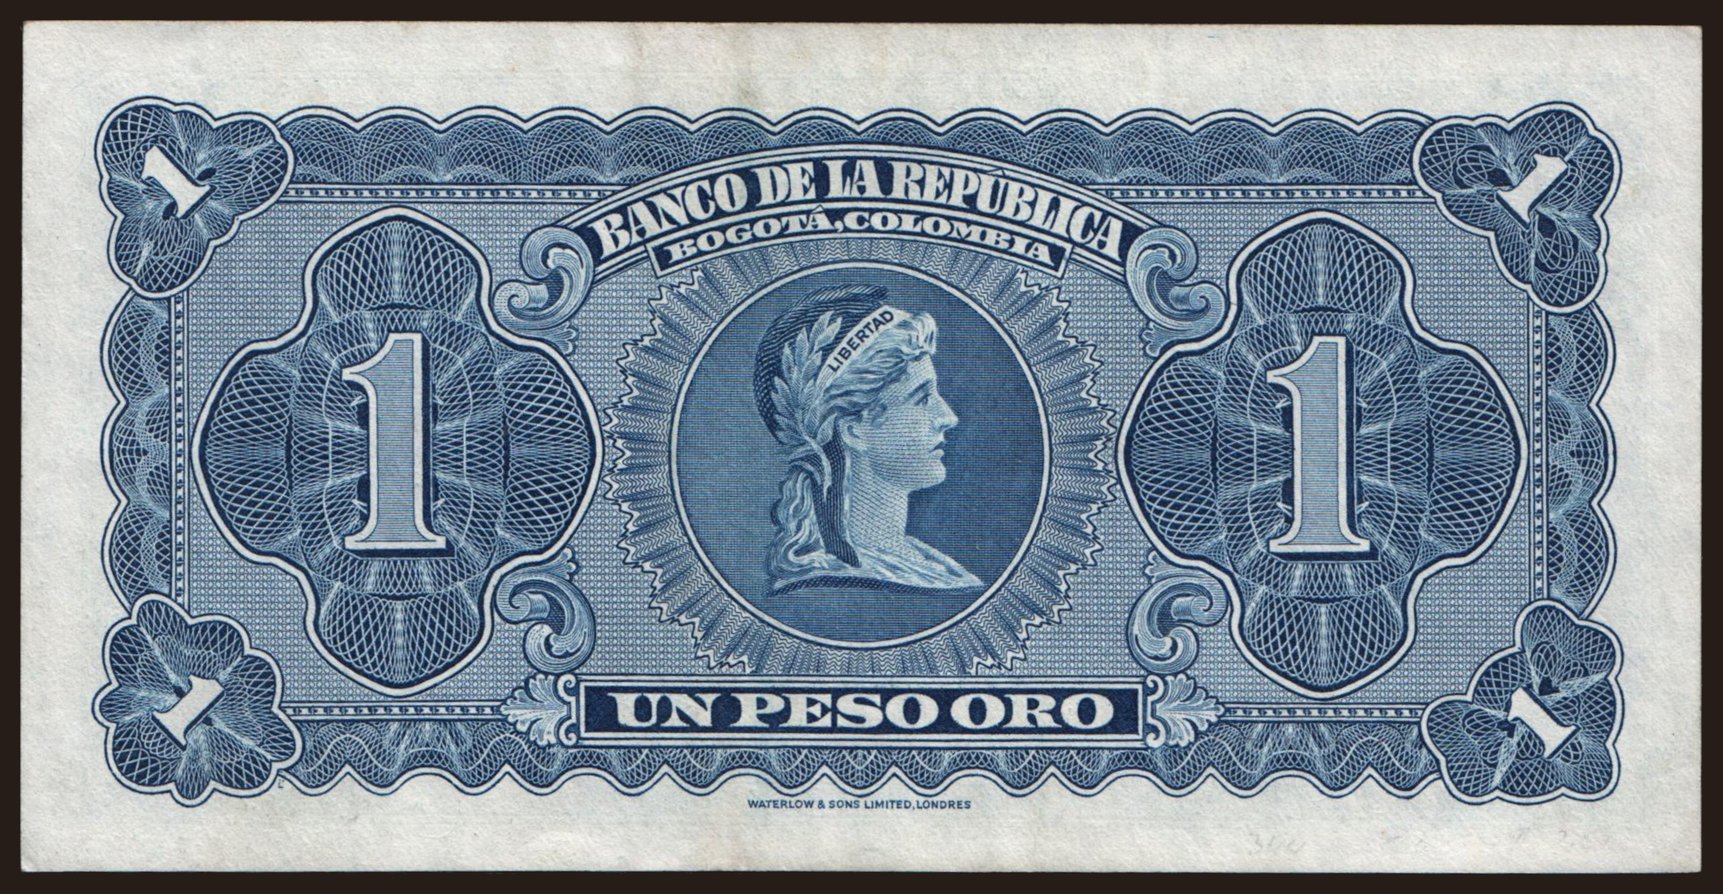 1
1
BANCO DE LA REPÚBLICA
BOGOTÁ, COLOMBIA
LIBERTAD
1
1
UN PESO ORO
1
1
WATERLOW & SONS LIMITED, LONDRES